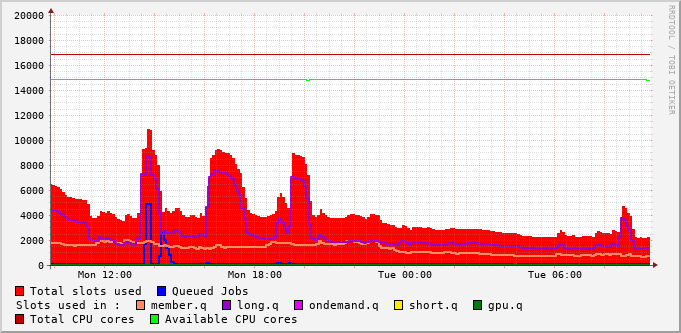 20000
18000
16000
14000
12000
10000
8000
6000
4000
2000
0
Mon 12:00 Mon 18:00 Tue 00:00 Tue 06:00
Total slots used Queued Jobs
Slots used in : member.q long.q ondemand.q short.q gpu.q
Total CPU cores Available CPU cores
RRDTOOL / TOBI OETIKER